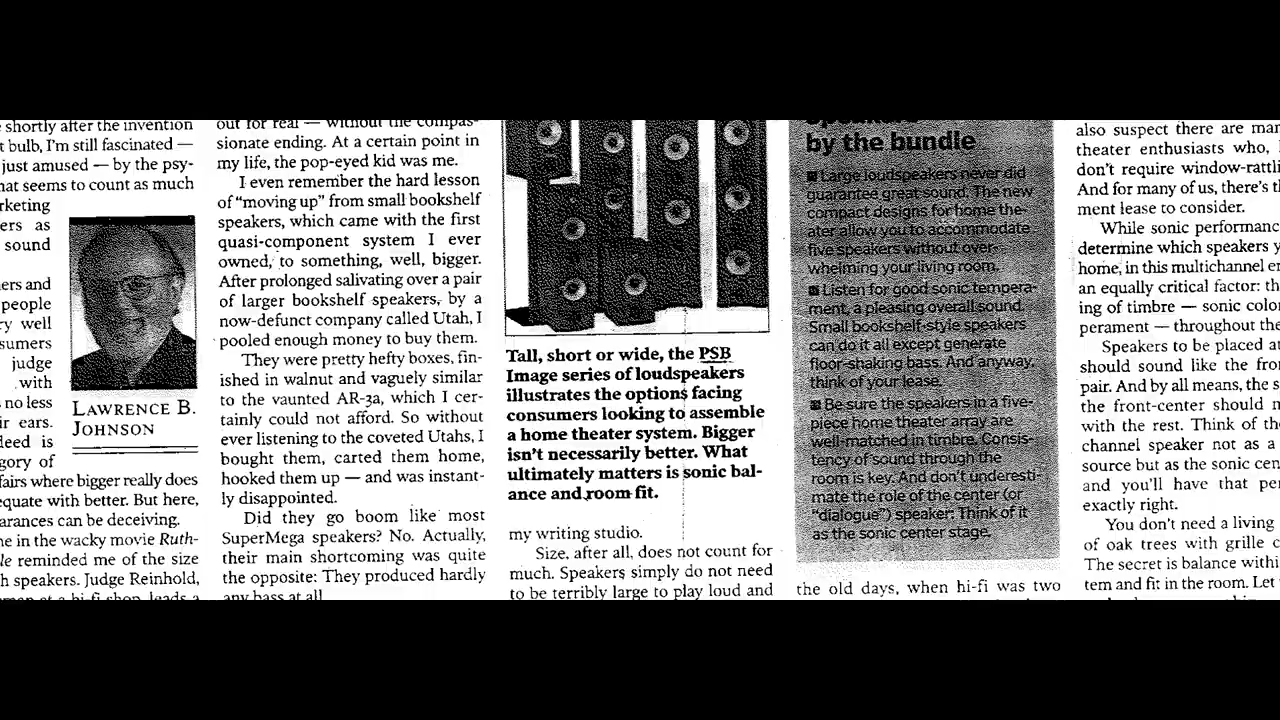 shortly after the invention
t bulb, I'm still fascinated —
just amused — by the psy-
hat seems to count as much
rketing
ers as
sound
ers and
people
ry well
sumers
judge
with
s no less
ir ears.
deed is
gory of
fairs where bigger really does
equate with better. But here,
arances can be deceiving.
ne in the wacky movie Ruth-
le reminded me of the size
h speakers. Judge Reinhold,
LAWRENCE B.
JOHNSON
out for real — without the compas-
sionate ending. At a certain point in
my life, the pop-eyed kid was me.
I even remember the hard lesson
of "moving up" from small bookshelf
speakers, which came with the first
quasi-component system I ever
owned, to something, well, bigger.
After prolonged salivating over a pair
of larger bookshelf speakers, by a
now-defunct company called Utah, I
pooled enough money to buy them.
They were pretty hefty boxes, fin-
ished in walnut and vaguely similar
to the vaunted AR-3a, which I cer-
tainly could not afford. So without
ever listening to the coveted Utahs, I
bought them, carted them home,
hooked them up — and was instant-
ly disappointed.
Did they go boom like most
SuperMega speakers? No. Actually,
their main shortcoming was quite
the opposite: They produced hardly
any bass at all
Tall, short or wide, the PSB
Image series of loudspeakers
illustrates the options facing
consumers looking to assemble
a home theater system. Bigger
isn't necessarily better. What
ultimately matters is sonic bal-
ance and room fit.
my writing studio.
Size, after all, does not count for
much. Speakers simply do not need
to be terribly large to play loud and
by the bundle
■ Large loudspeakers never did
guarantee great sound. The new
compact designs for home the-
ater allow you to accommodate
five speakers without over-
whelming your living room.
■ Listen for good sonic tempera-
ment, a pleasing overall sound.
Small bookshelf-style speakers
can do it all except generate
floor-shaking bass. And anyway,
think of your lease.
■ Be sure the speakers in a five-
piece home theater array are
well-matched in timbre. Consis-
tency of sound through the
room is key. And don't underesti-
mate the role of the center (or
"dialogue") speaker. Think of it
as the sonic center stage.
the old days, when hi-fi was two
also suspect there are man
theater enthusiasts who, l
don't require window-rattli
And for many of us, there's th
ment lease to consider.
While sonic performanc
determine which speakers y
home, in this multichannel en
an equally critical factor: th
ing of timbre — sonic colo
perament — throughout the
Speakers to be placed a
should sound like the fron
pair. And by all means, the s
the front-center should n
with the rest. Think of th
channel speaker not as a
source but as the sonic cen
and you'll have that per
exactly right.
You don't need a living
of oak trees with grille c
The secret is balance withi
tem and fit in the room. Let